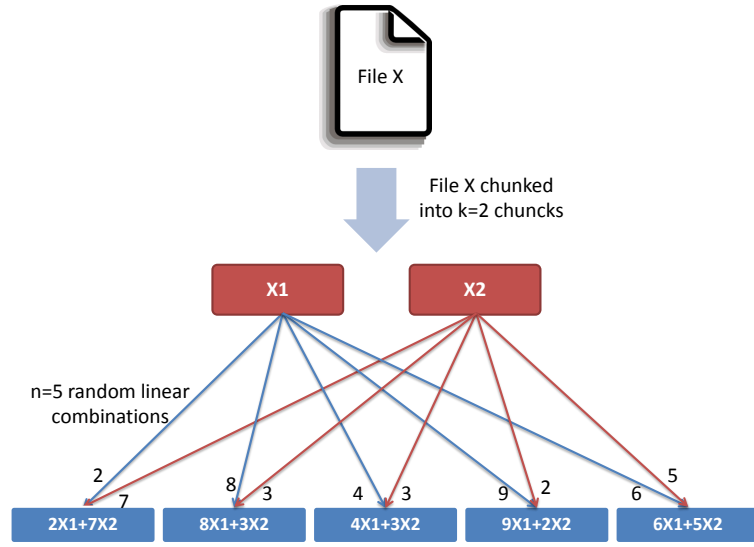 File X
File X chunked
into k=2 chuncks
X1
X2
n=5 random linear
combinations
2
7
8
3
4
3
9
2
6
5
2X1+7X2
8X1+3X2
4X1+3X2
9X1+2X2
6X1+5X2